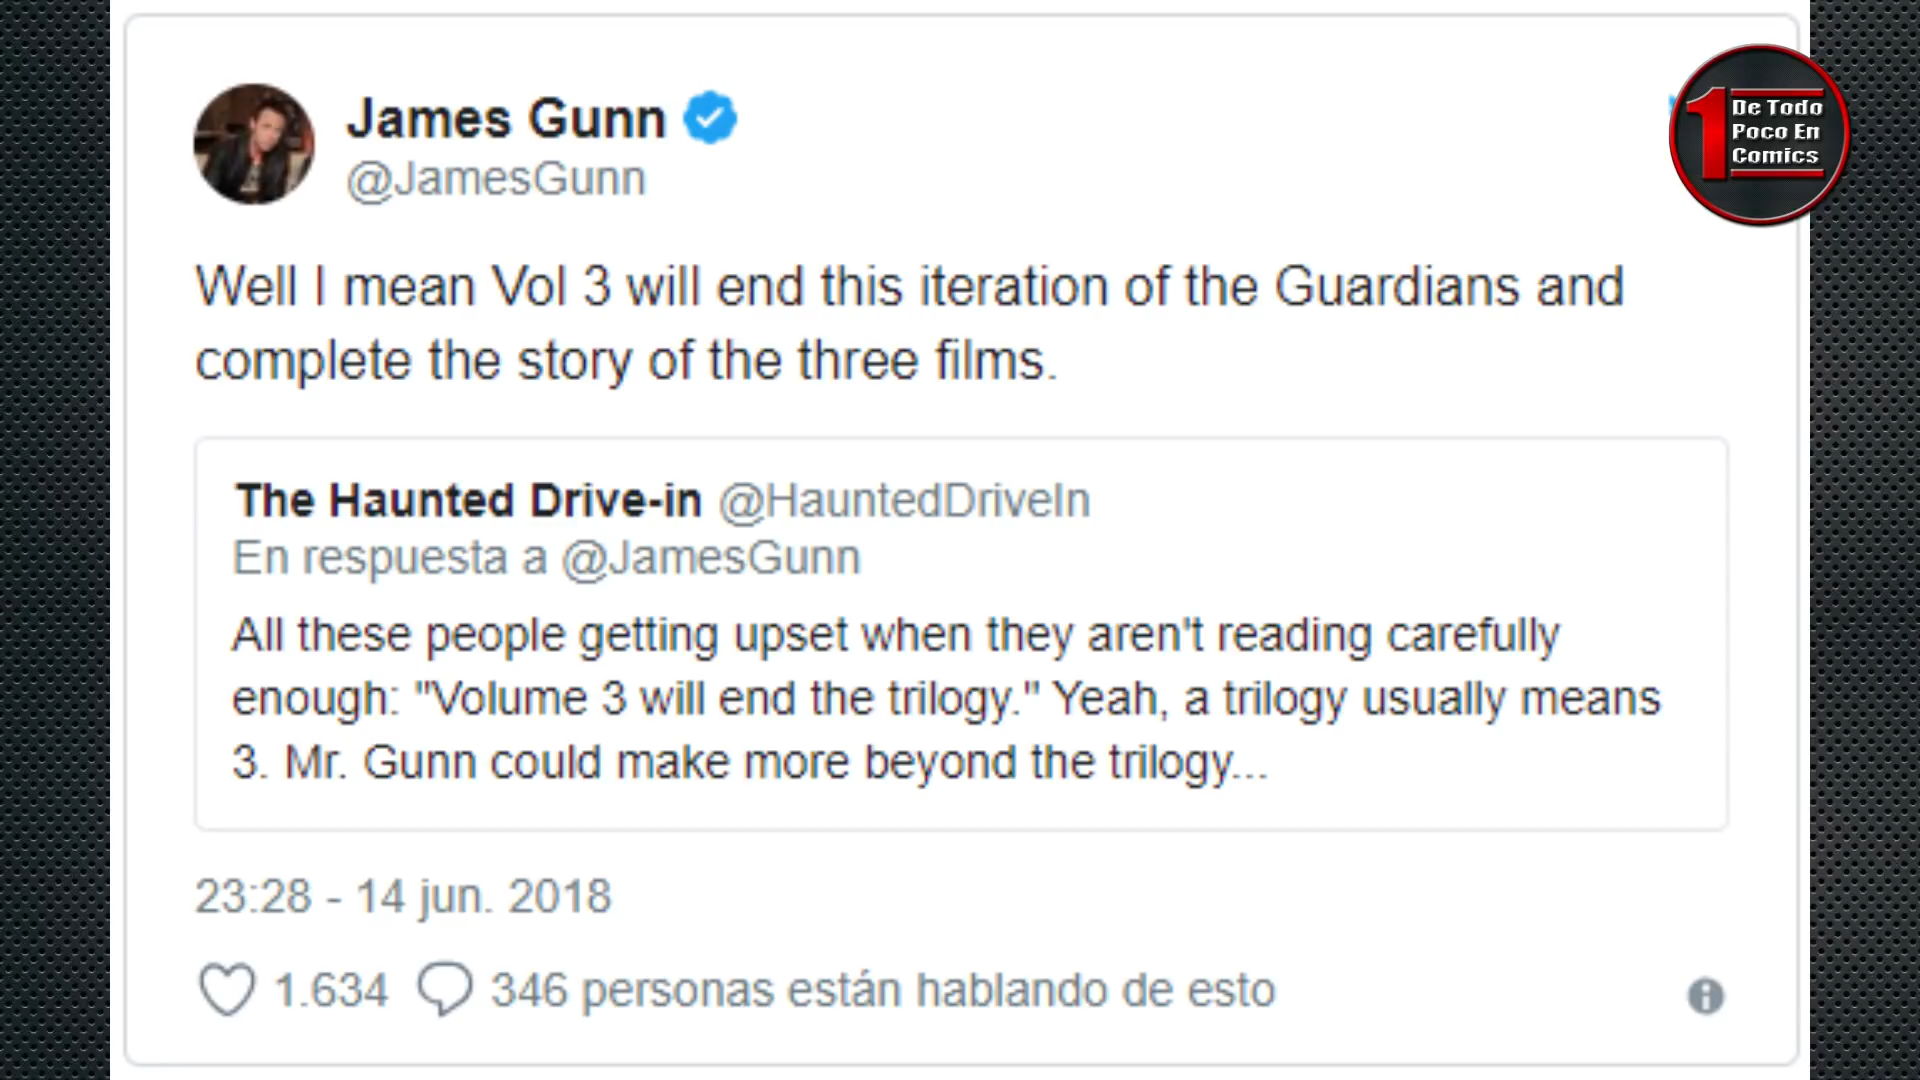 James Gunn
@JamesGunn
1 De Todo
Poco En
Comics
Well I mean Vol 3 will end this iteration of the Guardians and
complete the story of the three films.
The Haunted Drive-in @HauntedDriveIn
En respuesta a @JamesGunn
All these people getting upset when they aren't reading carefully
enough: "Volume 3 will end the trilogy." Yeah, a trilogy usually means
3. Mr. Gunn could make more beyond the trilogy...
23:28 - 14 jun. 2018
1.634 346 personas están hablando de esto